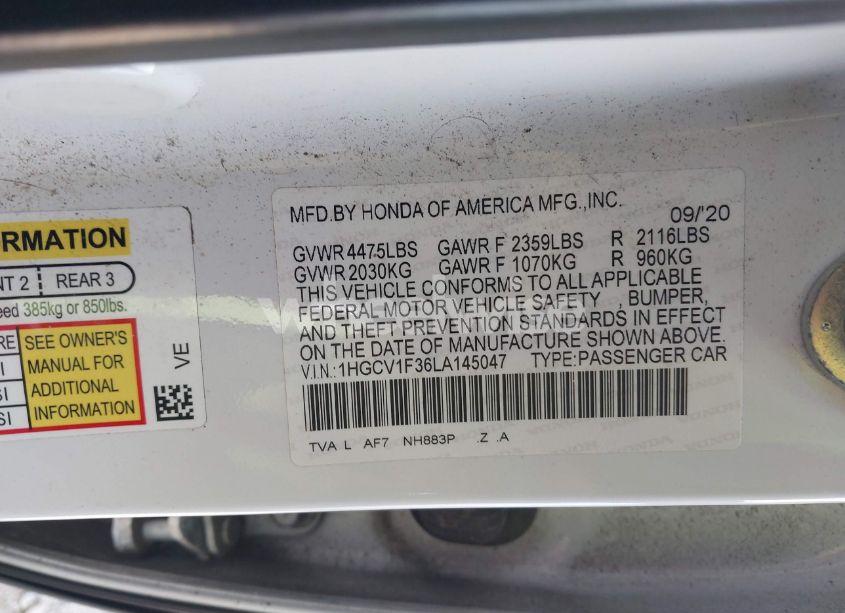 RMATION
NT 2 REAR 3
eed 385kg or 850lbs.
RE
I
SI
SI
SEE OWNER'S
MANUAL FOR
ADDITIONAL
INFORMATION
VE
MFD.BY HONDA OF AMERICA MFG.,INC. 09/'20
GVWR 4475LBS GAWR F 2359LBS R 2116LBS
GVWR 2030KG GAWR F 1070KG R 960KG
THIS VEHICLE CONFORMS TO ALL APPLICABLE
FEDERAL MOTOR VEHICLE SAFETY BUMPER,
AND THEFT PREVENTION STANDARDS IN EFFECT
ON THE DATE OF MANUFACTURE SHOWN ABOVE.
V.I.N.:1HGCV1F36LA145047 TYPE:PASSENGER CAR
TVA L AF7 NH883P .Z .A